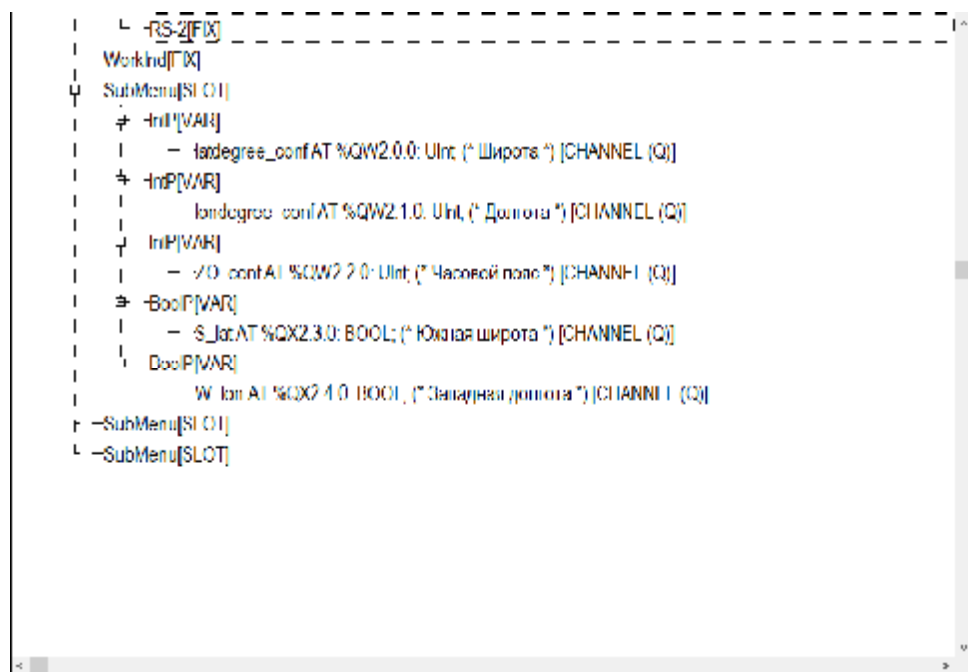 RS-2[FIX]
WorkInd[FIX]
SubMenu[SLOT]
IntP[VAR]
latdegree_conf AT %QW2.0.0: UInt; (* Широта *) [CHANNEL (Q)]
IntP[VAR]
londegree_conf AT %QW2.1.0: UInt; (* Долгота *) [CHANNEL (Q)]
IntP[VAR]
AT %QW2.2.0: UInt; (* Часовой пояс *) [CHANNEL (Q)]
BoolP[VAR]
S_lat AT %QX2.3.0: BOOL; (* Южная широта *) [CHANNEL (Q)]
BoolP[VAR]
W_lon AT %QX2.4.0: BOOL; (* Западная долгота *) [CHANNEL (Q)]
SubMenu[SLOT]
SubMenu[SLOT]